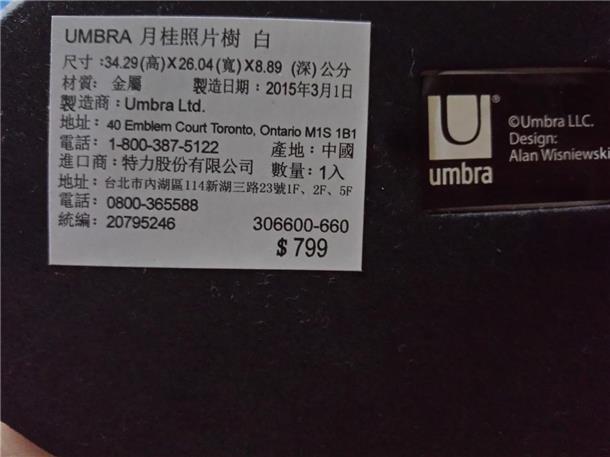 UMBRA 月桂照片樹 白
尺寸:34.29(高)X26.04(寬)X8.89 (深)公分
材質: 金屬 製造日期:2015年3月1日
製造商:Umbra Ltd.
地址: 40 Emblem Court Toronto, Ontario M1S 1B1
電話: 1-800-387-5122 產地:中國
進口商:特力股份有限公司 數量:1入
地址:台北市內湖區114新湖三路23號1F、2F、5F
電話: 0800-365588
統編: 20795246 306600-660
$ 799
U®
umbra
©Umbra LLC.
Design:
Alan Wisniewski